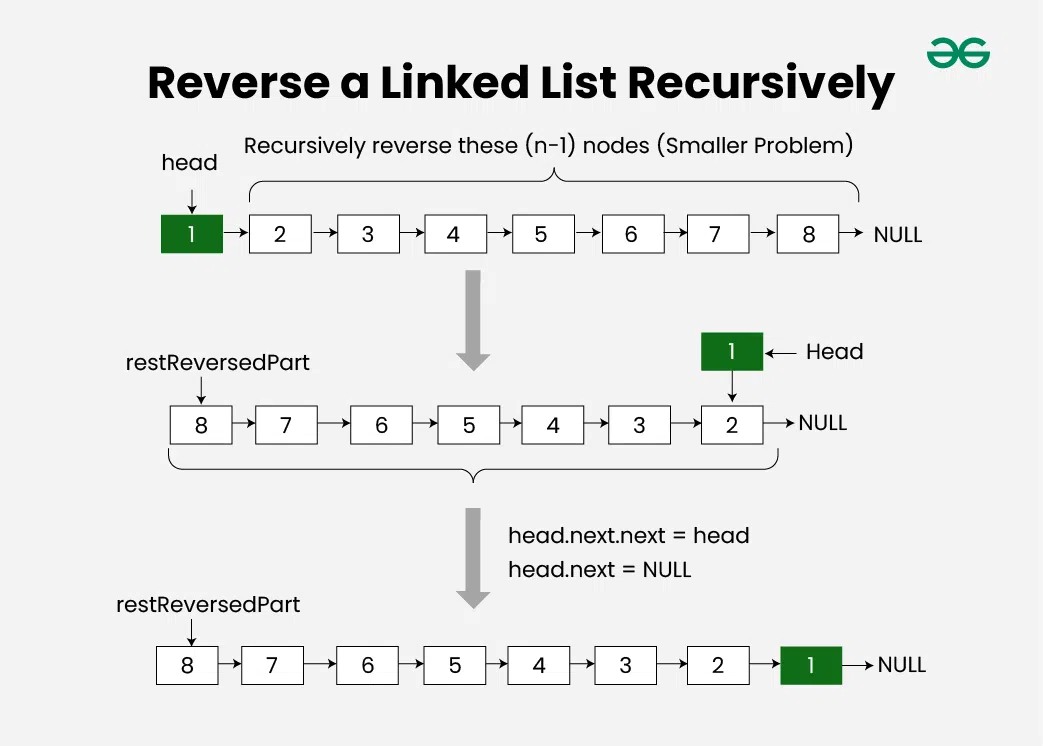 Reverse a Linked List Recursively
Recursively reverse these (n-1) nodes (Smaller Problem)
head
1 2 3 4 5 6 7 8 NULL
1 Head
restReversedPart
8 7 6 5 4 3 2 NULL
head.next.next = head
head.next = NULL
restReversedPart
8 7 6 5 4 3 2 1 NULL